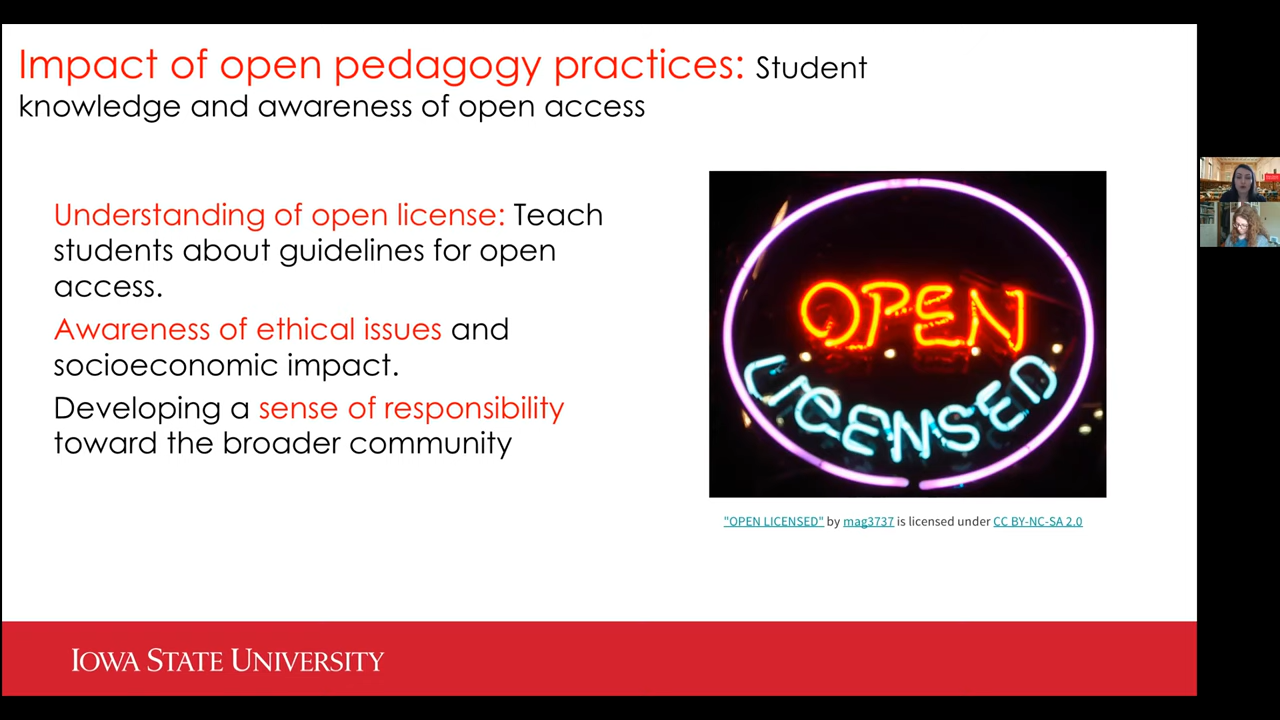 Impact of open pedagogy practices: Student
knowledge and awareness of open access
Understanding of open license: Teach
students about guidelines for open
access.
Awareness of ethical issues and
socioeconomic impact.
Developing a sense of responsibility
toward the broader community
OPEN
LICENSED
"OPEN LICENSED" by mag3737 is licensed under CC BY-NC-SA 2.0
IOWA STATE UNIVERSITY